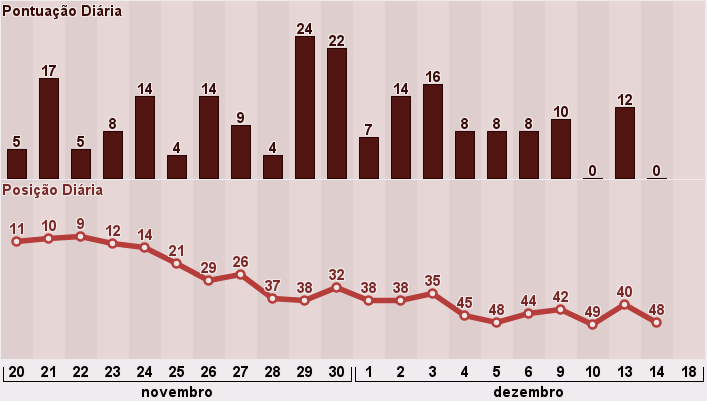 Pontuação Diária
5 17 5 8 14 4 14 9 4 24 22 7 14 16 8 8 8 10 0 12 0
Posição Diária
11 10 9 12 14 21 29 26 37 38 32 38 38 35 45 48 44 42 49 40 48
20 21 22 23 24 25 26 27 28 29 30 1 2 3 4 5 6 9 10 13 14 18
novembro dezembro